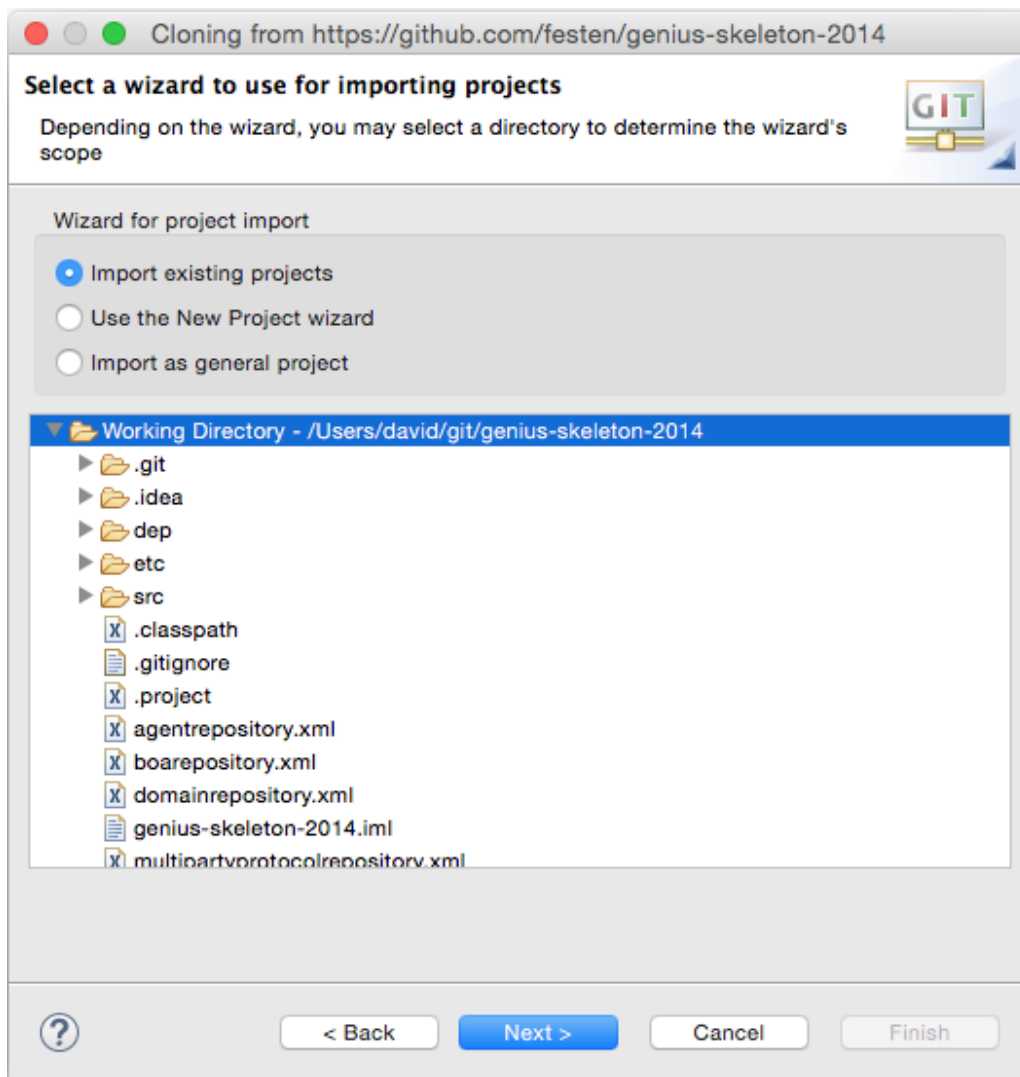 Cloning from https://github.com/festen/genius-skeleton-2014
Select a wizard to use for importing projects
Depending on the wizard, you may select a directory to determine the wizard's
scope
GIT
Wizard for project import
Import existing projects
Use the New Project wizard
Import as general project
Working Directory - /Users/david/git/genius-skeleton-2014
.git
.idea
dep
etc
src
.classpath
.gitignore
.project
agentrepository.xml
boarepository.xml
domainrepository.xml
genius-skeleton-2014.iml
multipartyprotocolrepository.xml
?
< Back
Next >
Cancel
Finish